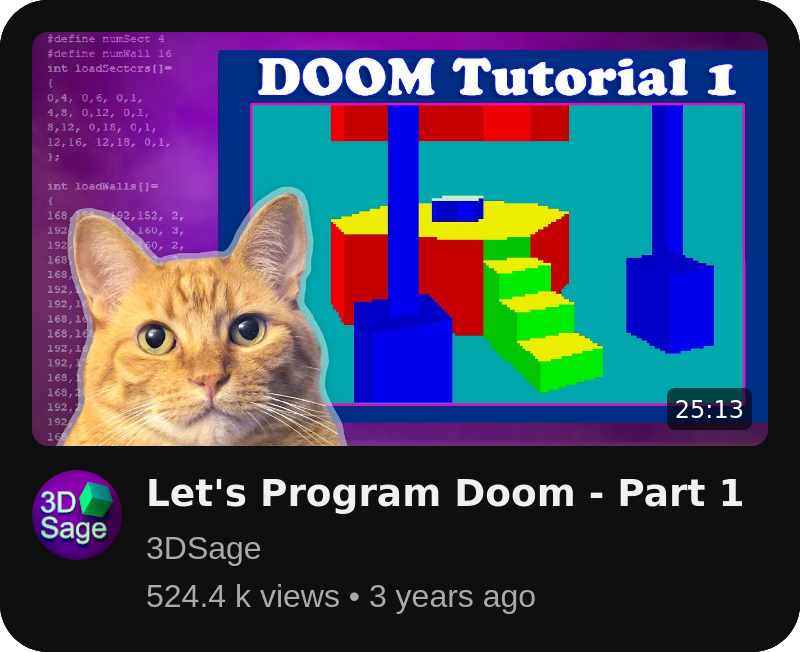 #define numSect 4
#define numWall 16
int loadSectors[]=
{
0,4, 0,6, 0,1,
4,8, 0,12, 0,1,
8,12, 0,18, 0,1,
12,16, 12,18, 0,1,
};
int loadWalls[]=
{
DOOM Tutorial 1
25:13
3D
Sage
Let's Program Doom - Part 1
3DSage
524.4 k views • 3 years ago